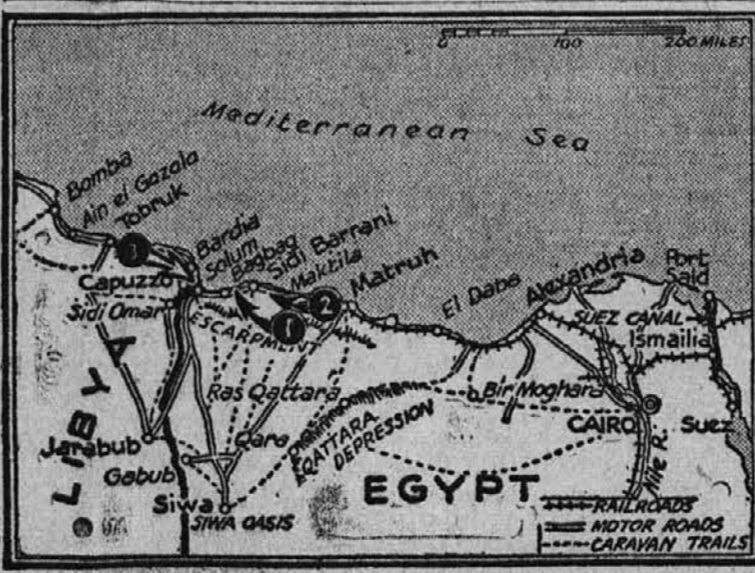 0 100 200 MILES
Mediterranean Sea
Bomba
Ain el Gazala
Tobruk
3
Bardia
Solum
Bagbag
Sidi Barrani
Maktila
2
Matruh
1
Capuzzo
Sidi Omar
ESCARPMENT
El Daba
Alexandria
Port
Said
SUEZ CANAL
Ismailia
Ras Qattara
Bir Moghara
CAIRO
Suez
Nile R.
QATTARA
DEPRESSION
Qara
Jarabub
Gabub
Siwa
SIWA OASIS
LIBYA
EGYPT
RAILROADS
MOTOR ROADS
CARAVAN TRAILS